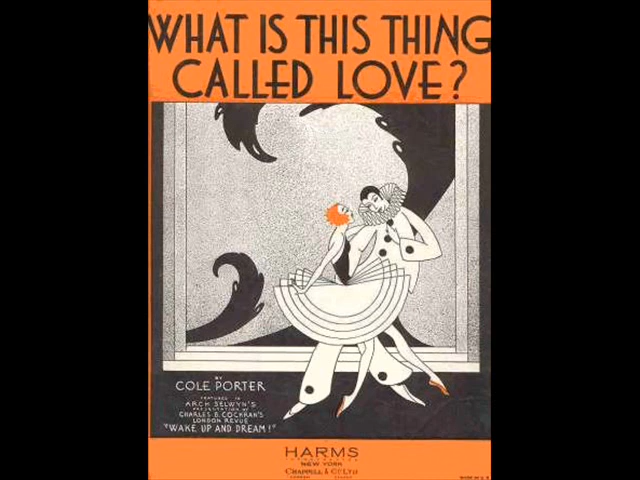 WHAT IS THIS THING
CALLED LOVE?
BY
COLE PORTER
FEATURED IN
ARCH SELWYN'S
PRESENTATION OF
CHARLES B. COCHRAN'S
LONDON REVUE
"WAKE UP AND DREAM!"
HARMS
NEW YORK
CHAPPELL & CO LTD